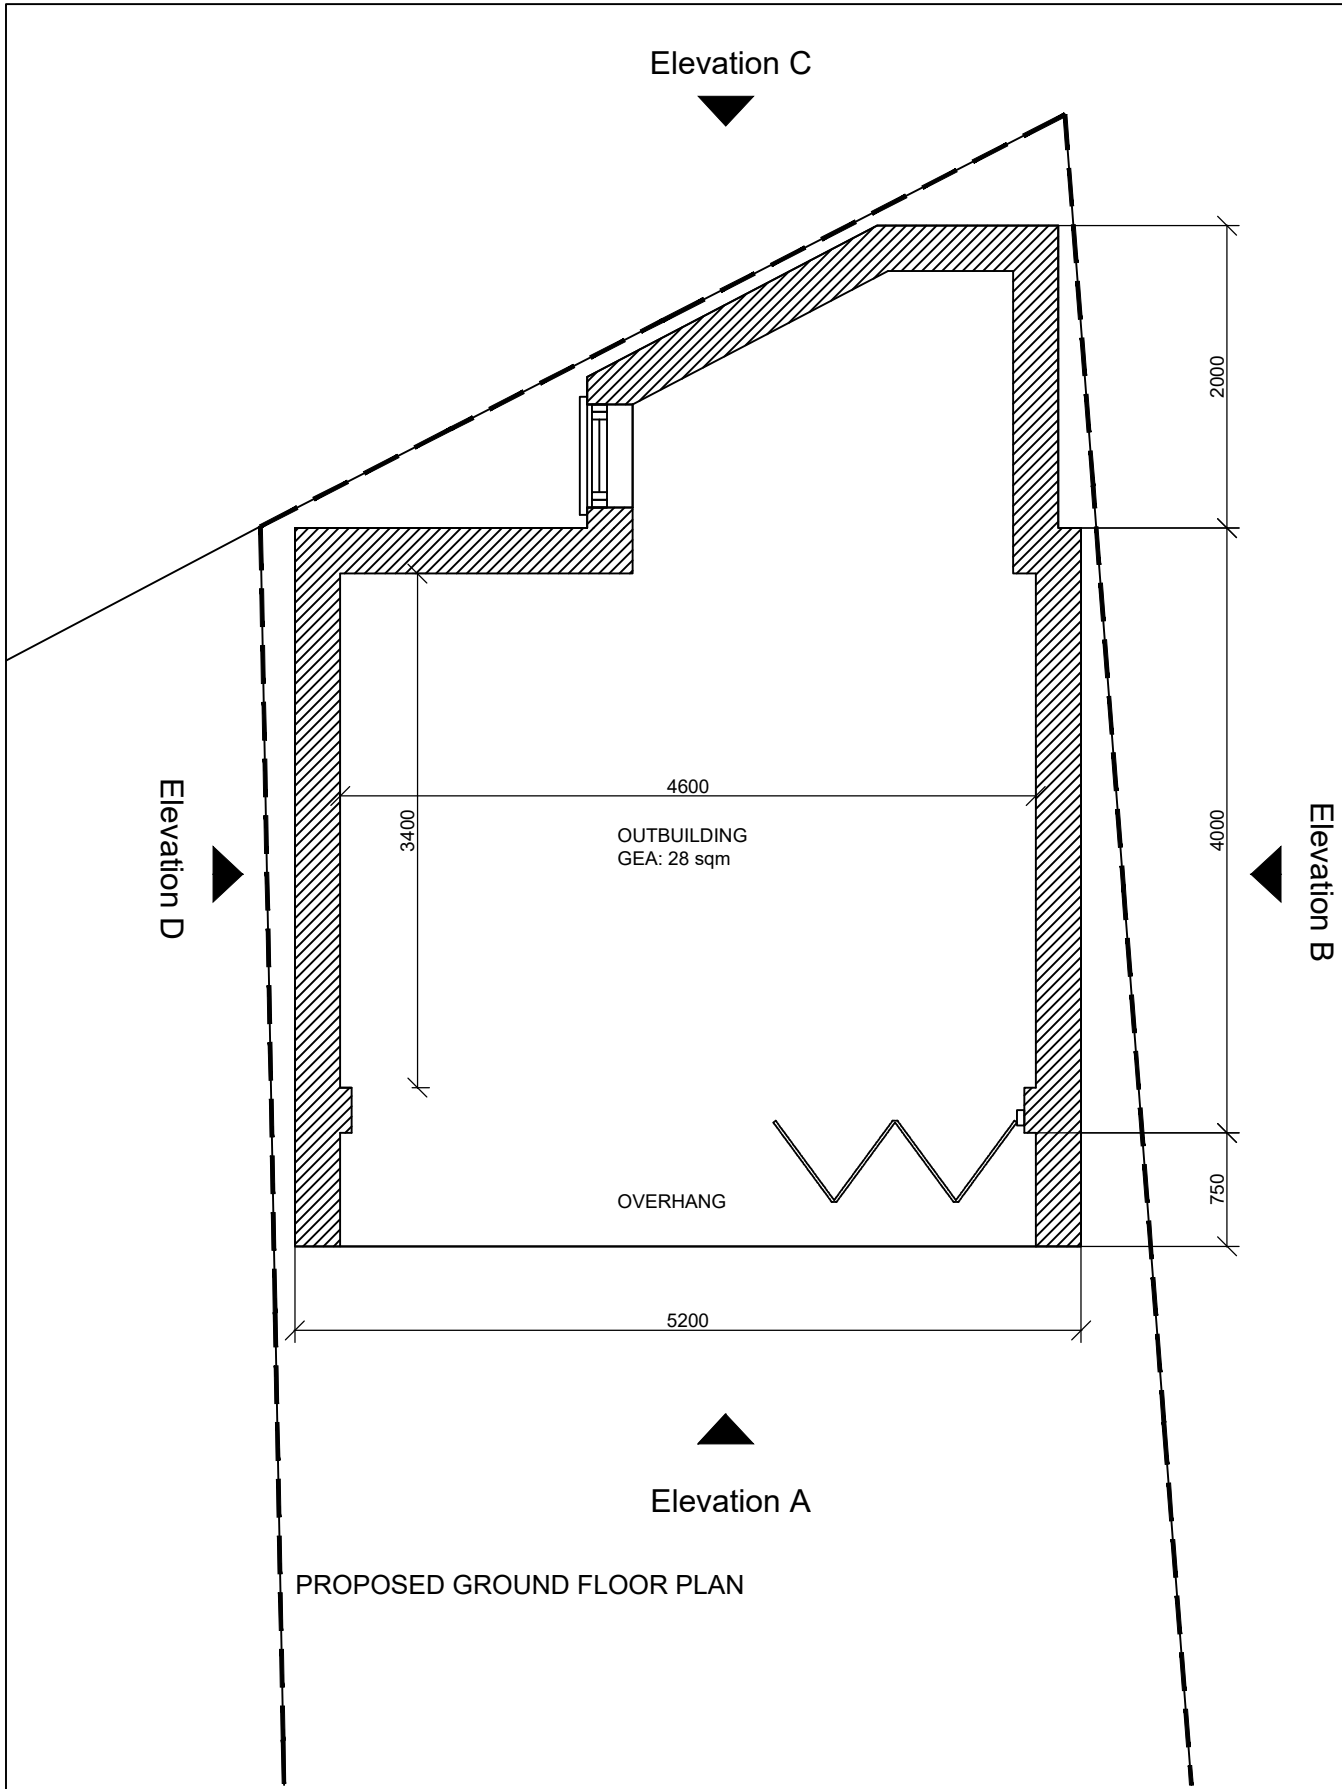 Elevation C
2000
4600
3400
OUTBUILDING
GEA: 28 sqm
4000
Elevation D
Elevation B
OVERHANG
750
5200
Elevation A
PROPOSED GROUND FLOOR PLAN